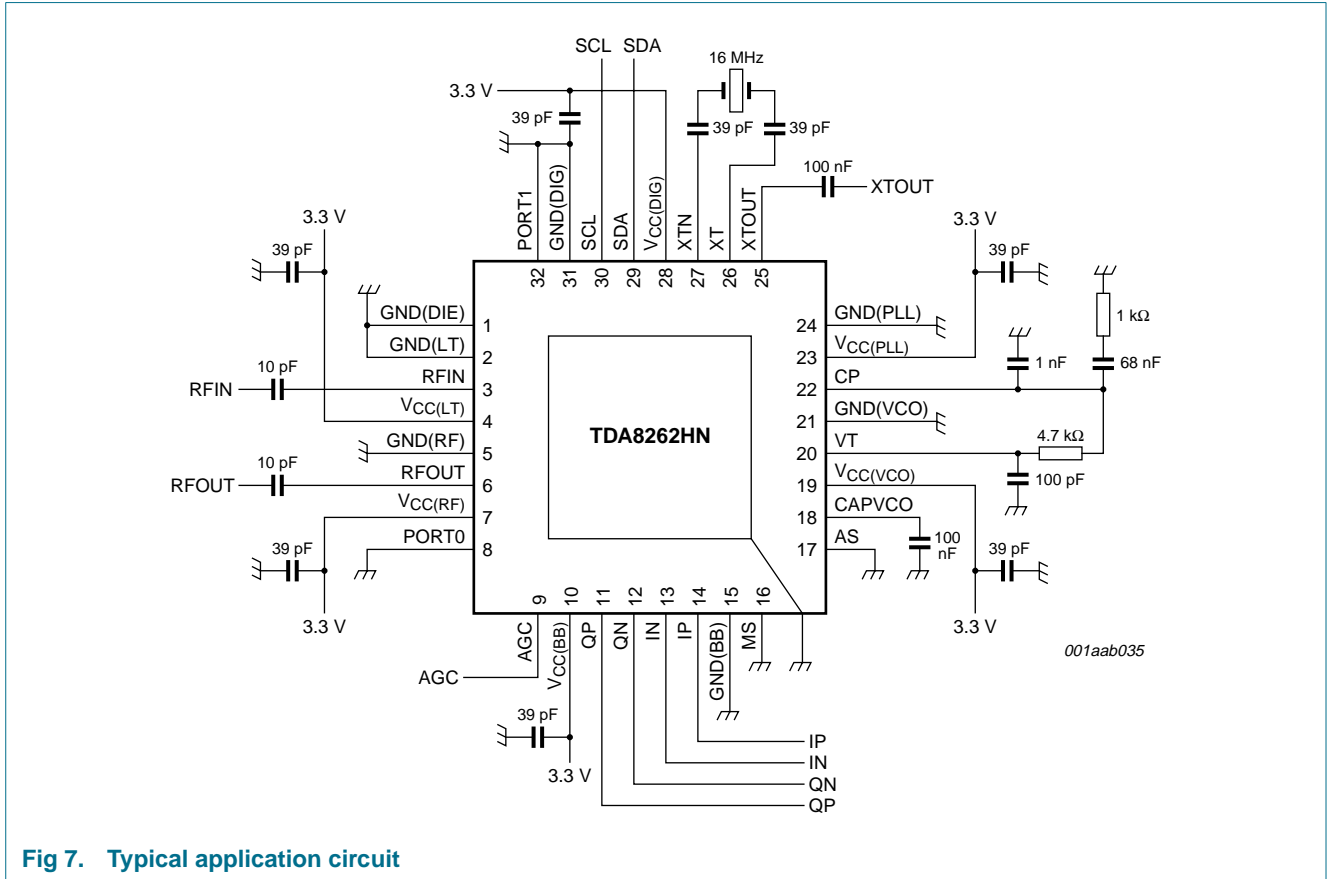 SCL SDA
16 MHz
3.3 V
39 pF
39 pF
39 pF
100 nF
XTOUT
PORT1
GND(DIG)
SCL
SDA
VCC(DIG)
XTN
XT
XTOUT
32
31
30
29
28
27
26
25
3.3 V
39 pF
3.3 V
39 pF
GND(DIE)
1
GND(LT)
2
10 pF
RFIN
RFIN
3
VCC(LT)
4
GND(RF)
5
10 pF
RFOUT
RFOUT
6
VCC(RF)
7
39 pF
PORT0
8
3.3 V
TDA8262HN
24
GND(PLL)
23
VCC(PLL)
22
CP
1 nF
1 kΩ
68 nF
21
GND(VCO)
20
VT
4.7 kΩ
100 pF
19
VCC(VCO)
18
CAPVCO
100
nF
17
AS
39 pF
3.3 V
9
10
11
12
13
14
15
16
AGC
VCC(BB)
QP
QN
IN
IP
GND(BB)
MS
AGC
39 pF
3.3 V
IP
IN
QN
QP
001aab035
Fig 7. Typical application circuit